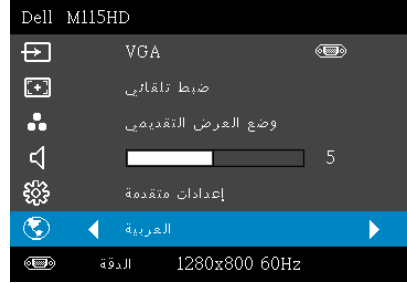 Dell M115HD
VGA
ضبط تلقائي
وضع العرض التقديمي
5
إعدادات متقدمة
العربية
الدقة 1280x800 60Hz